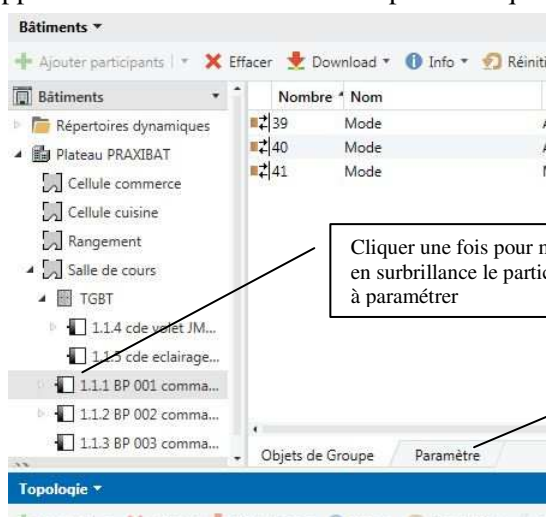 Bâtiments
Ajouter participants Effacer Download Info
Bâtiments
Nombre Nom
Répertoires dynamiques
39 Mode
Plateau PRAXIBAT
40 Mode
Cellule commerce
41 Mode
Cellule cuisine
Rangement
Salle de cours
Cliquer une fois pour
en surbrillance le
à paramétrer
TGBT
1.1.4 cde volet JM...
1.1.5 cde eclairage...
1.1.1 BP 001 comma...
1.1.2 BP 002 comma...
1.1.3 BP 003 comma...
Objets de Groupe Paramètre
Topologie